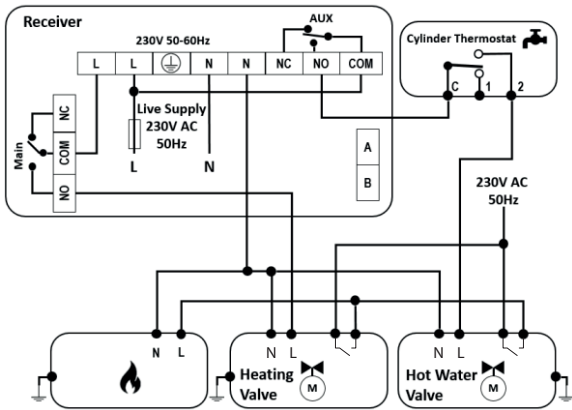 Receiver
230V 50-60Hz
AUX
L L N N NC NO COM
Cylinder Thermostat
C 1 2
Live Supply
230V AC
50Hz
L N
Main
NC
COM
NO
A
B
230V AC
50Hz
N L
N L
Heating
Valve
M
N L
Hot Water
Valve
M